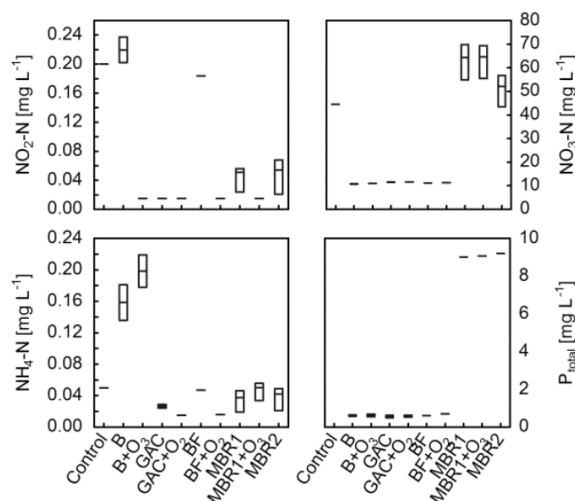 0.24
0.20
0.16
0.12
0.08
0.04
0.00
NO₂-N [mg L⁻¹]
80
70
60
50
40
30
20
10
0
NO₃-N [mg L⁻¹]
0.24
0.20
0.16
0.12
0.08
0.04
0.00
NH₄-N [mg L⁻¹]
10
8
6
4
2
0
P_total [mg L⁻¹]
Control
B
B+O₃
GAC
GAC+O₃
BF
BF+O₃
MBR1
MBR1+O₃
MBR2
Control
B
B+O₃
GAC
GAC+O₃
BF
BF+O₃
MBR1
MBR1+O₃
MBR2